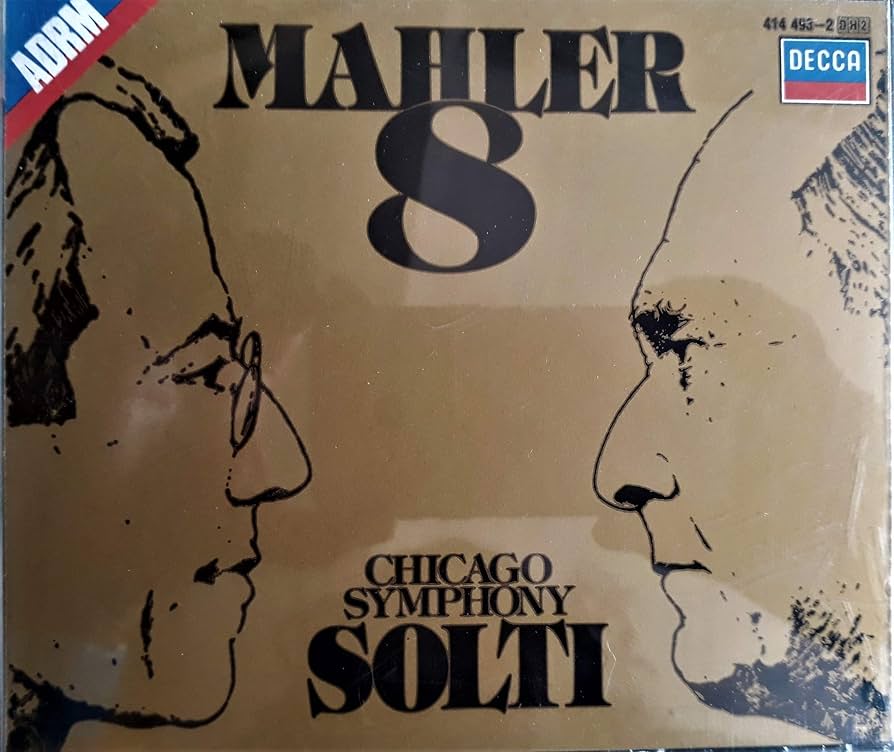 ADRM
MAHLER
8
414 493-2 DH2
DECCA
CHICAGO
SYMPHONY
SOLTI